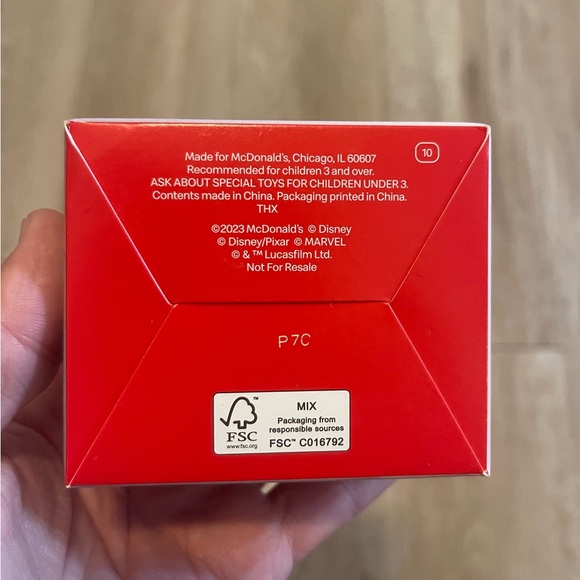 Made for McDonald's, Chicago, IL 60607
10
Recommended for children 3 and over.
ASK ABOUT SPECIAL TOYS FOR CHILDREN UNDER 3.
Contents made in China. Packaging printed in China.
THX
©2023 McDonald's © Disney
© Disney/Pixar © MARVEL
© & ™ Lucasfilm Ltd.
Not For Resale
P7C
FSC
www.fsc.org
MIX
Packaging from
responsible sources
FSC™ C016792